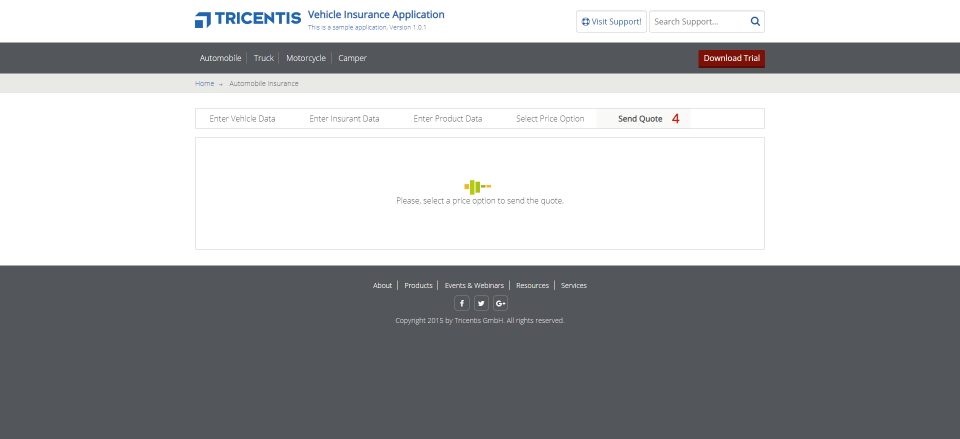 TRICENTIS Vehicle Insurance Application
This is a sample application. Version 1.0.1
Visit Support! Search Support...
Automobile Truck Motorcycle Camper Download Trial
Home → Automobile Insurance
Enter Vehicle Data Enter Insurant Data Enter Product Data Select Price Option Send Quote 4
Please, select a price option to send the quote.
About Products Events & Webinars Resources Services
f G+
Copyright 2015 by Tricentis GmbH. All rights reserved.